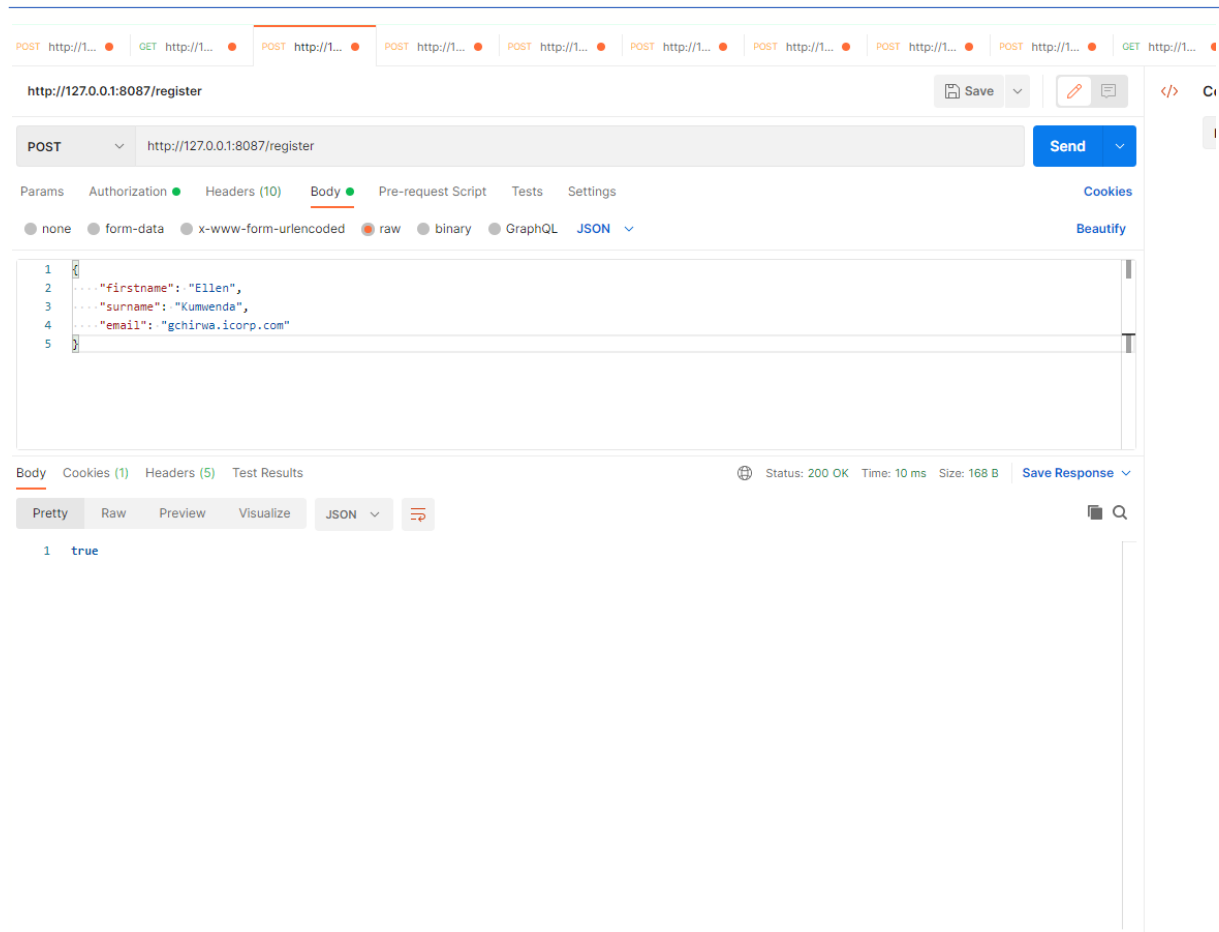 POST http://1... GET http://1... POST http://1... POST http://1... POST http://1... POST http://1... POST http://1... POST http://1... POST http://1... GET http://1...
http://127.0.0.1:8087/register Save </>
POST http://127.0.0.1:8087/register Send
Params Authorization Headers (10) Body Pre-request Script Tests Settings Cookies
none form-data x-www-form-urlencoded raw binary GraphQL JSON Beautify
1 {
2 ····"firstname":·"Ellen",
3 ····"surname":·"Kumwenda",
4 ····"email":·"gchirwa.icorp.com"
5 }
Body Cookies (1) Headers (5) Test Results Status: 200 OK Time: 10 ms Size: 168 B Save Response
Pretty Raw Preview Visualize JSON
1 true